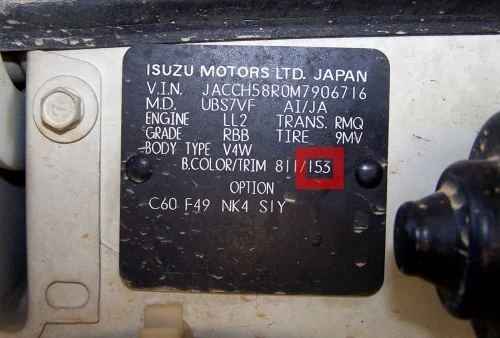 ISUZU MOTORS LTD. JAPAN
V.I.N. JACCH58R0M7906716
M.D. UBS7VF AI/JA
ENGINE LL2 TRANS. RMQ
GRADE RBB TIRE 9MV
BODY TYPE V4W
B.COLOR/TRIM 811/153
OPTION
C60 F49 NK4 S1Y